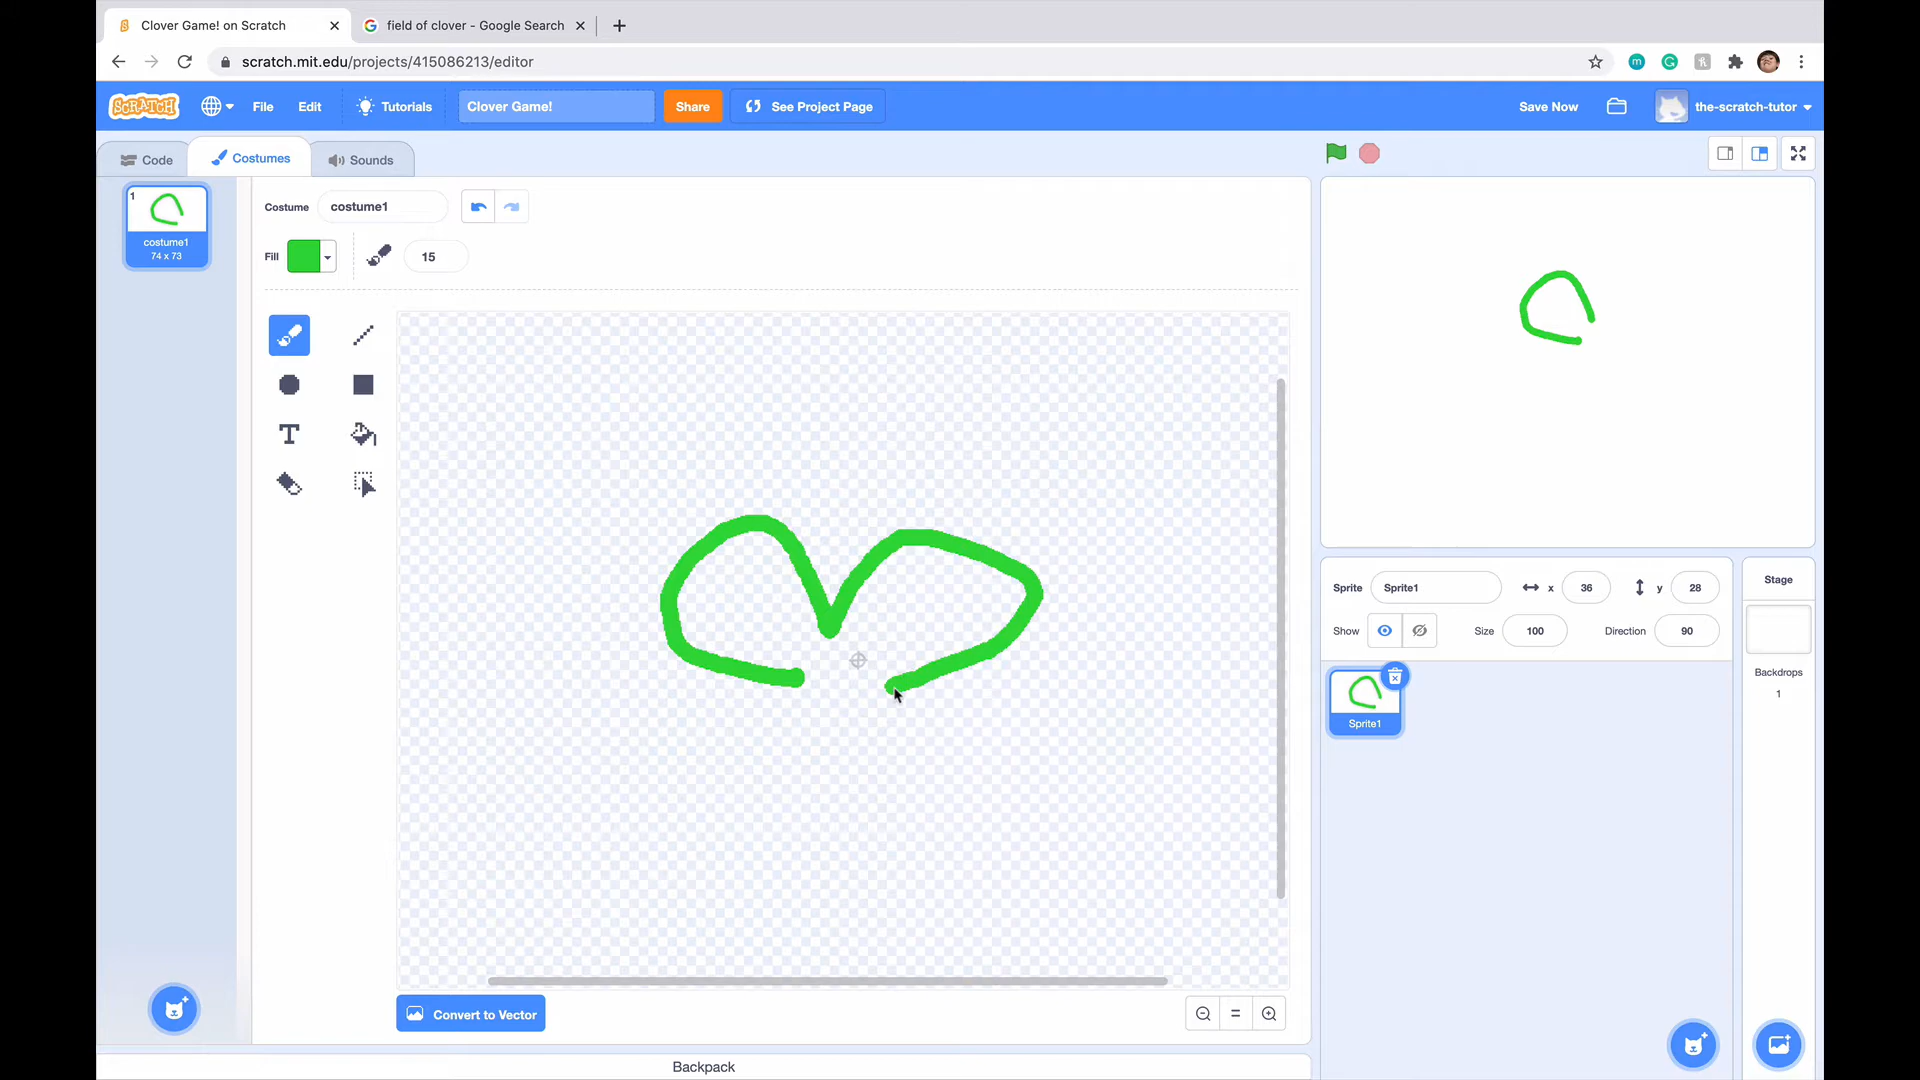 Clover Game! on Scratch
field of clover - Google Search
scratch.mit.edu/projects/415086213/editor
SCRATCH
File
Edit
Tutorials
Clover Game!
Share
See Project Page
Save Now
the-scratch-tutor
Code
Costumes
Sounds
1
costume1
74 x 73
Costume
costume1
Fill
15
Convert to Vector
Backpack
Sprite
Sprite1
x
36
y
28
Show
Size
100
Direction
90
Sprite1
Stage
Backdrops
1